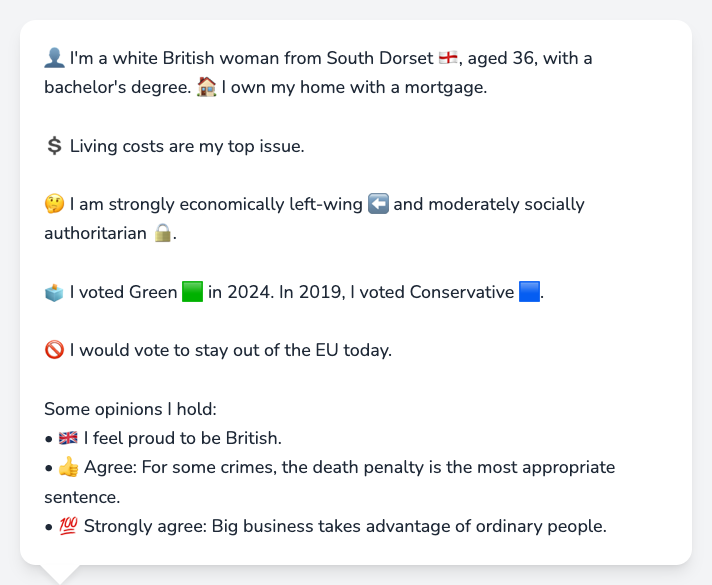 👤 I'm a white British woman from South Dorset 🏴󠁧󠁢󠁥󠁮󠁧󠁿, aged 36, with a
bachelor's degree. 🏠 I own my home with a mortgage.
💲 Living costs are my top issue.
🤔 I am strongly economically left-wing ⬅️ and moderately socially
authoritarian 🔒.
🗳️ I voted Green 🟩 in 2024. In 2019, I voted Conservative 🟦.
🚫 I would vote to stay out of the EU today.
Some opinions I hold:
• 🇬🇧 I feel proud to be British.
• 👍 Agree: For some crimes, the death penalty is the most appropriate
sentence.
• 💯 Strongly agree: Big business takes advantage of ordinary people.